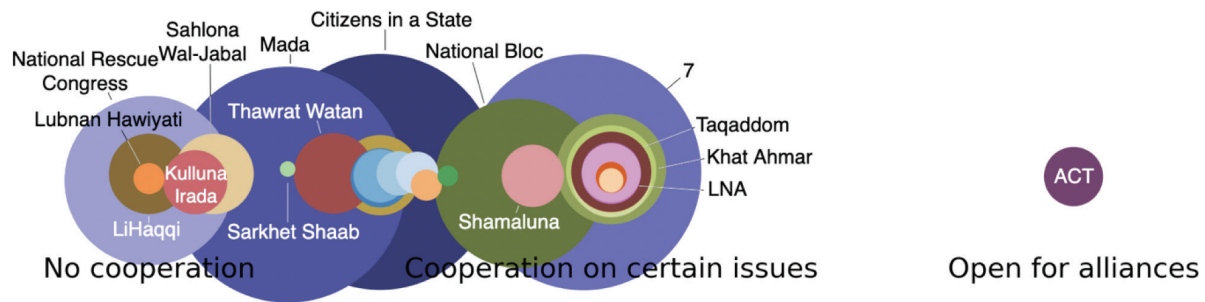 Citizens in a State
Sahlona
Wal-Jabal
Mada
National Bloc
National Rescue
Congress
7
Lubnan Hawiyati
Thawrat Watan
Taqaddom
Khat Ahmar
Kulluna
Irada
ACT
LNA
LiHaqqi
Sarkhet Shaab
Shamaluna
No cooperation
Cooperation on certain issues
Open for alliances